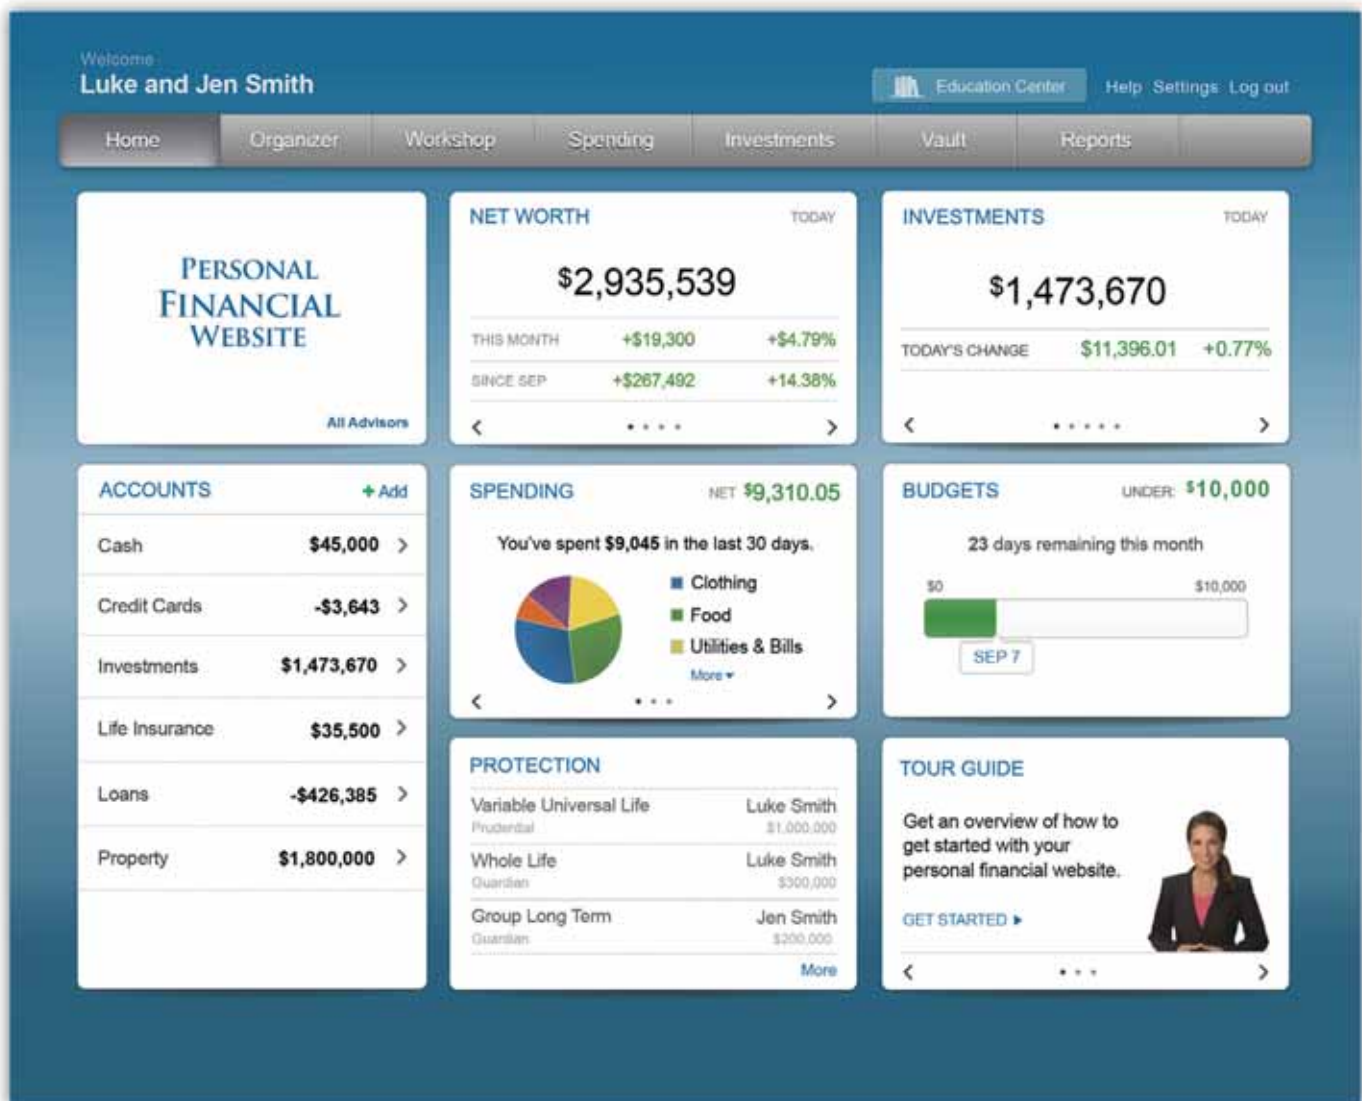 Welcome
Luke and Jen Smith
Education Center
Help Settings Log out
Home Organizer Workshop Spending Investments Vault Reports
PERSONAL
FINANCIAL
WEBSITE
All Advisors
NET WORTH TODAY
$2,935,539
THIS MONTH +$19,300 +$4.79%
SINCE SEP +$267,492 +14.38%
INVESTMENTS TODAY
$1,473,670
TODAY'S CHANGE $11,396.01 +0.77%
ACCOUNTS + Add
Cash $45,000
Credit Cards -$3,643
Investments $1,473,670
Life Insurance $35,500
Loans -$426,385
Property $1,800,000
SPENDING NET $9,310.05
You've spent $9,045 in the last 30 days.
Clothing
Food
Utilities & Bills
More
BUDGETS UNDER: $10,000
23 days remaining this month
$0 $10,000
SEP 7
PROTECTION
Variable Universal Life Luke Smith
Prudential $1,000,000
Whole Life Luke Smith
Guardian $300,000
Group Long Term Jen Smith
Guardian $200,000
More
TOUR GUIDE
Get an overview of how to
get started with your
personal financial website.
GET STARTED